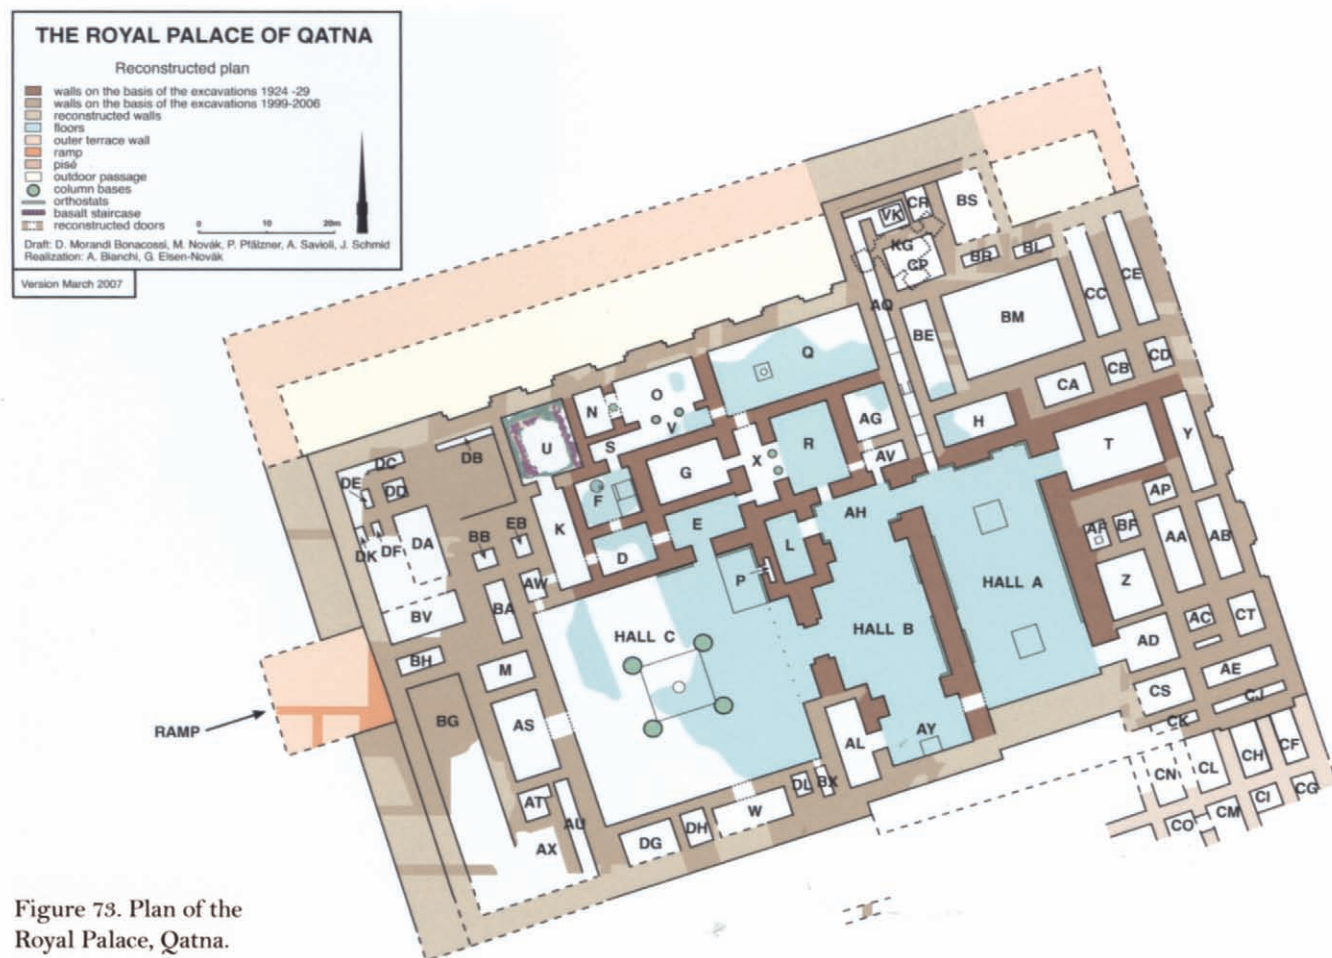 THE ROYAL PALACE OF QATNA
Reconstructed plan
walls on the basis of the excavations 1924 -29
walls on the basis of the excavations 1999-2006
reconstructed walls
floors
outer terrace wall
ramp
pisé
outdoor passage
column bases
orthostats
basalt staircase
reconstructed doors
0 10 20m
Draft: D. Morandi Bonacossi, M. Novák, P. Pfälzner, A. Savioli, J. Schmid
Realization: A. Bianchi, G. Elsen-Novák
Version March 2007
VK CR BS
KG
CP BR BL
AQ BE BM CC CE
Q
CA CB CD
N O
V
S
U
G X R AG AV H T Y
DB
DC
DE DD
F
E
K
D
AH
L
P
DK DF DA
BB EB
AW
BA
BV
BH
M
HALL A
HALL B
HALL C
AP
AR BF
AA AB
Z
AC CT
AD
AE
CS
CJ
CK
RAMP
BG
AS
AL
AY
CN CL CH CF
CG
CI
CM
CO
AT
AU
AX
DL BX
W
DH
DG
Figure 73. Plan of the
Royal Palace, Qatna.